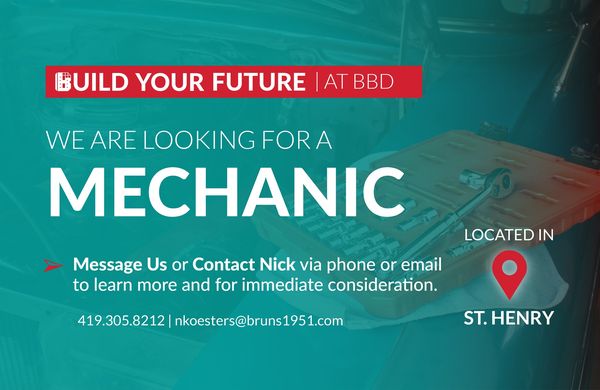 BUILD YOUR FUTURE | AT BBD
WE ARE LOOKING FOR A
MECHANIC
Message Us or Contact Nick via phone or email
to learn more and for immediate consideration.
419.305.8212 | nkoesters@bruns1951.com
LOCATED IN
ST. HENRY